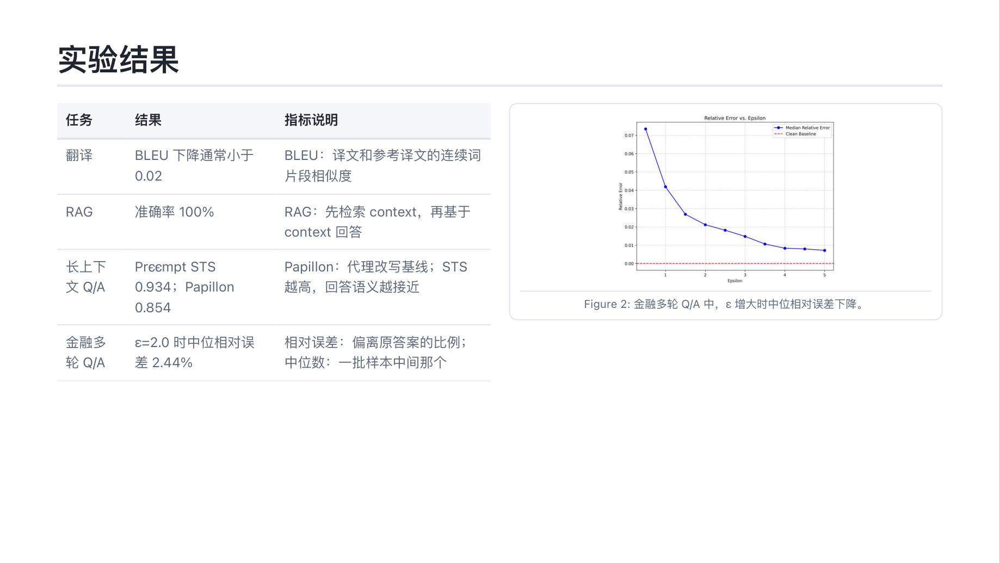 实验结果
任务 结果 指标说明
翻译 BLEU 下降通常小于 BLEU：译文和参考译文的连续词
0.02 片段相似度
RAG 准确率 100% RAG：先检索 context，再基于
context 回答
长上下 Prϵϵmpt STS Papillon：代理改写基线；STS
文 Q/A 0.934；Papillon 越高，回答语义越接近
0.854
金融多 ε=2.0 时中位相对误 相对误差：偏离原答案的比例；
轮 Q/A 差 2.44% 中位数：一批样本中间那个
Relative Error vs. Epsilon
Median Relative Error
Clean Baseline
0.07
0.06
0.05
0.04
0.03
0.02
0.01
0.00
Relative Error
1 2 3 4 5
Epsilon
Figure 2: 金融多轮 Q/A 中，ε 增大时中位相对误差下降。